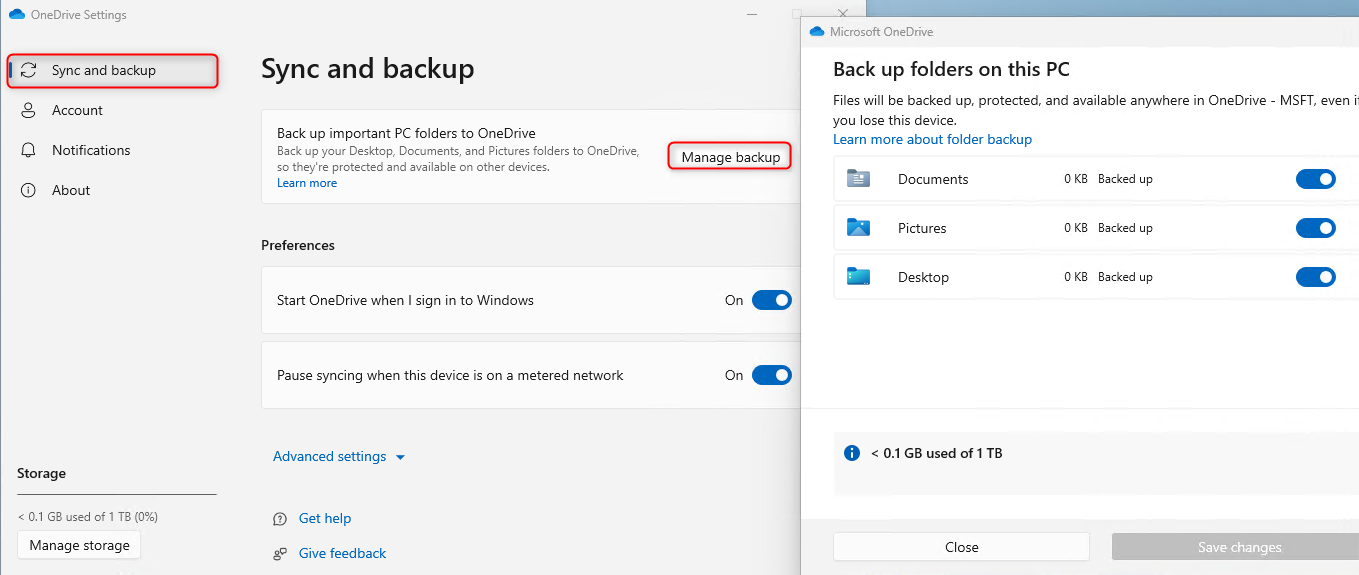 OneDrive Settings
Sync and backup
Account
Notifications
About
Storage
< 0.1 GB used of 1 TB (0%)
Manage storage
Sync and backup
Back up important PC folders to OneDrive
Back up your Desktop, Documents, and Pictures folders to OneDrive,
so they're protected and available on other devices.
Learn more
Manage backup
Preferences
Start OneDrive when I sign in to Windows
On
Pause syncing when this device is on a metered network
On
Advanced settings
Get help
Give feedback
Microsoft OneDrive
Back up folders on this PC
Files will be backed up, protected, and available anywhere in OneDrive - MSFT, even if
you lose this device.
Learn more about folder backup
Documents 0 KB Backed up
Pictures 0 KB Backed up
Desktop 0 KB Backed up
< 0.1 GB used of 1 TB
Close
Save changes